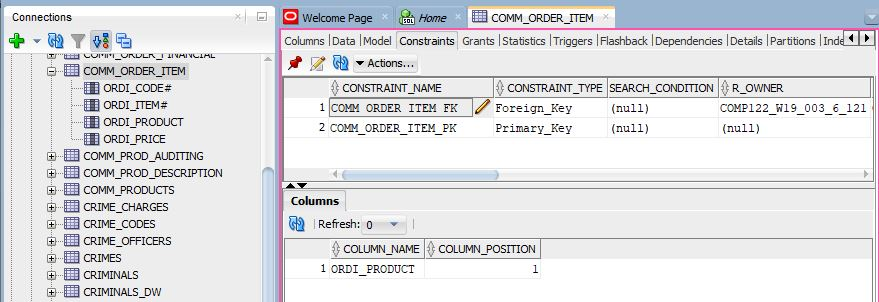 Connections
COMM_ORDER_FINANCIAL
COMM_ORDER_ITEM
ORDI_CODE#
ORDI_ITEM#
ORDI_PRODUCT
ORDI_PRICE
COMM_PROD_AUDITING
COMM_PROD_DESCRIPTION
COMM_PRODUCTS
CRIME_CHARGES
CRIME_CODES
CRIME_OFFICERS
CRIMES
CRIMINALS
CRIMINALS_DW
Welcome Page Home COMM_ORDER_ITEM
Columns Data Model Constraints Grants Statistics Triggers Flashback Dependencies Details Partitions Inde
Actions...
CONSTRAINT_NAME CONSTRAINT_TYPE SEARCH_CONDITION R_OWNER
1 COMM_ORDER_ITEM_FK Foreign_Key (null) COMP122_W19_003_6_121
2 COMM_ORDER_ITEM_PK Primary_Key (null) (null)
Columns
Refresh: 0
COLUMN_NAME COLUMN_POSITION
1 ORDI_PRODUCT 1